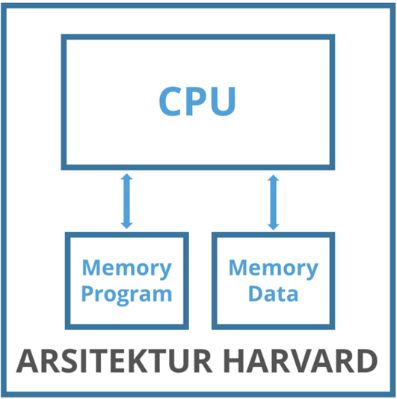 CPU
Memory
Program
Memory
Data
ARSITEKTUR HARVARD